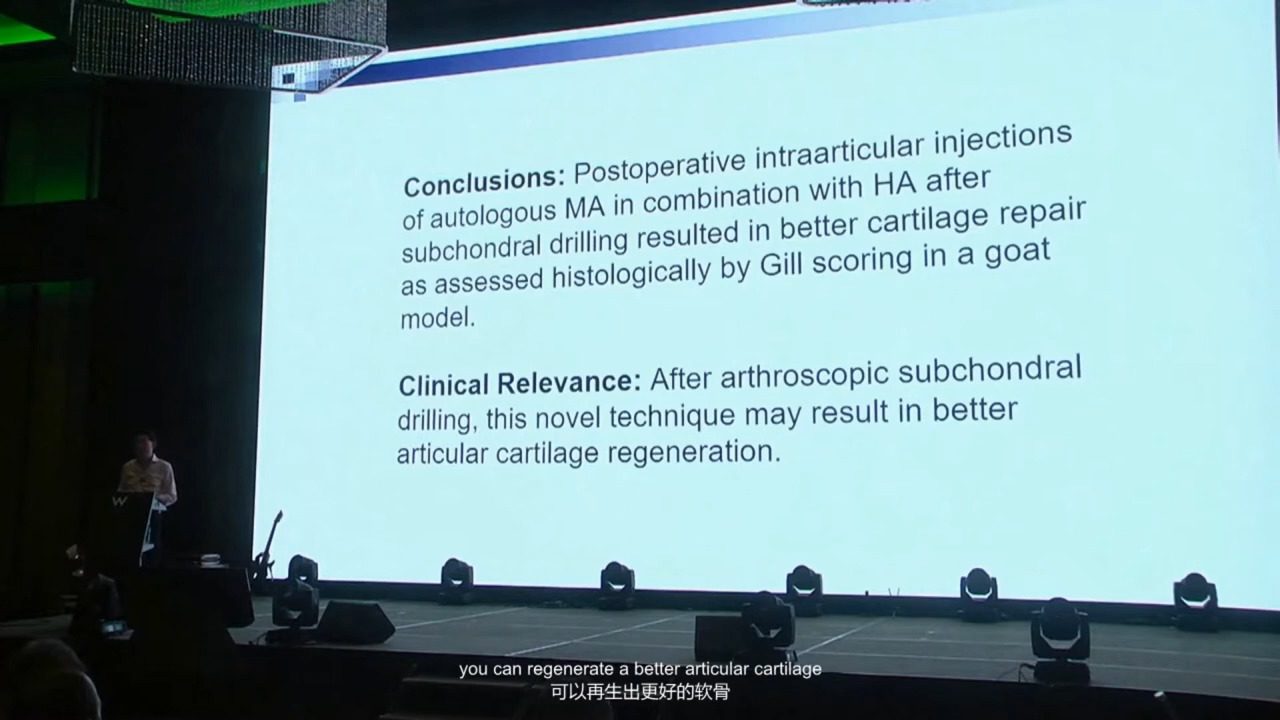 Conclusions: Postoperative intraarticular injections
of autologous MA in combination with HA after
subchondral drilling resulted in better cartilage repair
as assessed histologically by Gill scoring in a goat
model.
Clinical Relevance: After arthroscopic subchondral
drilling, this novel technique may result in better
articular cartilage regeneration.
W
you can regenerate a better articular cartilage
可以再生出更好的软骨